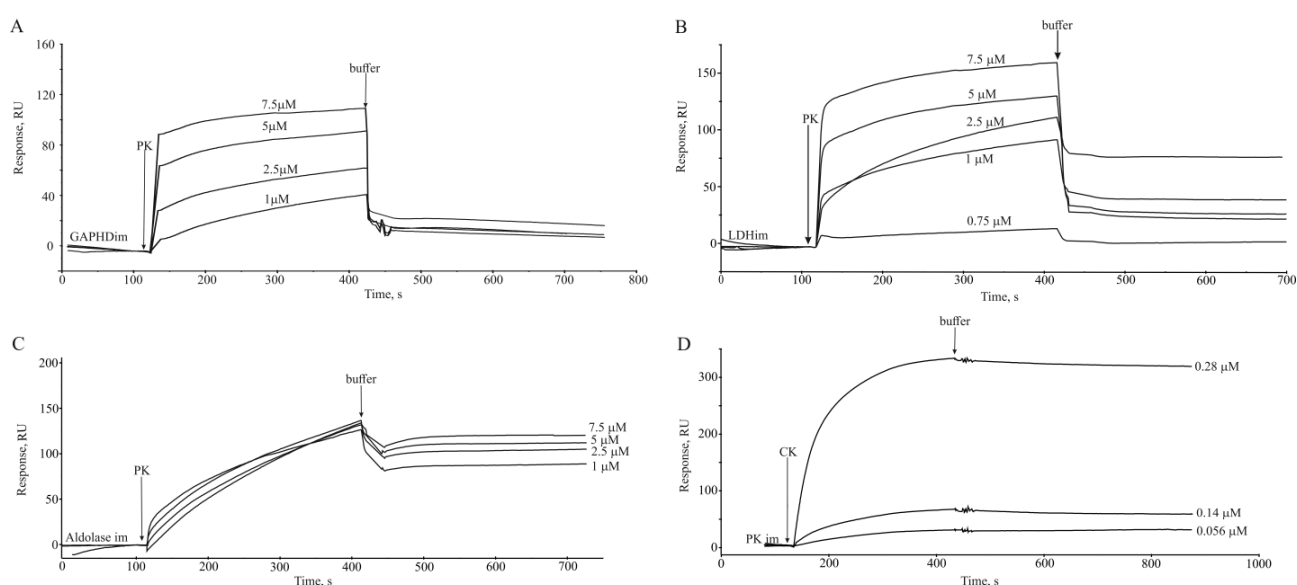 A
160
120
80
40
0
Response, RU
GAPHDim
PK
buffer
7.5μM
5μM
2.5μM
1μM
0 100 200 300 400 500 600 700 800
Time, s
B
150
100
50
0
Response, RU
LDHim
PK
buffer
7.5 μM
5 μM
2.5 μM
1 μM
0.75 μM
0 100 200 300 400 500 600 700
Time, s
C
200
150
100
50
0
Response, RU
Aldolase im
PK
buffer
7.5 μM
5 μM
2.5 μM
1 μM
0 100 200 300 400 500 600 700
Time, s
D
300
200
100
50
0
Response, RU
PK im
CK
buffer
0.28 μM
0.14 μM
0.056 μM
0 200 400 600 800 1000
Time, s